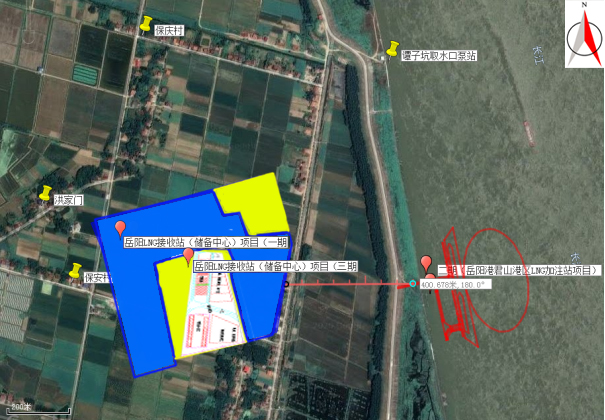 保庆村
N
谭子坑取水口泵站
洪家门
岳阳LNG接收站（储备中心）项目（一期
岳阳LNG接收站（储备中心）项目（三期
保安村
二期（岳阳港君山港区LNG加注站项目）
400.678米,180.0°
200米